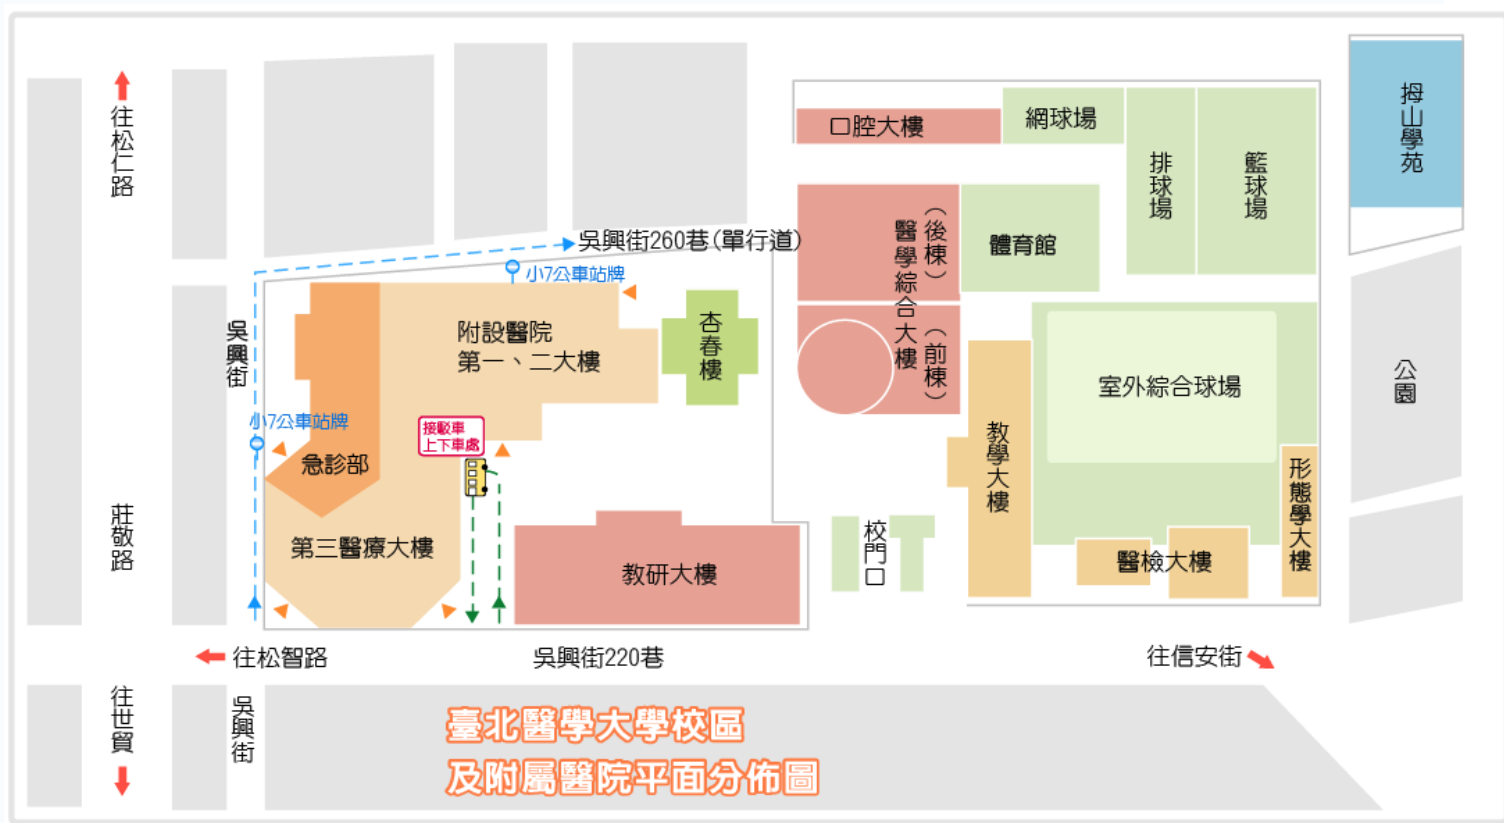 往松仁路
口腔大樓
網球場
排球場
籃球場
拇山學苑
醫學綜合大樓
（後棟）
（前棟）
體育館
吳興街260巷(單行道)
小7公車站牌
吳興街
附設醫院
第一、二大樓
杏春樓
室外綜合球場
公園
小7公車站牌
接駁車
上下車處
急診部
教學大樓
形態學大樓
莊敬路
第三醫療大樓
教研大樓
校門口
醫檢大樓
往松智路
吳興街220巷
往信安街
往世貿
吳興街
臺北醫學大學校區
及附屬醫院平面分佈圖